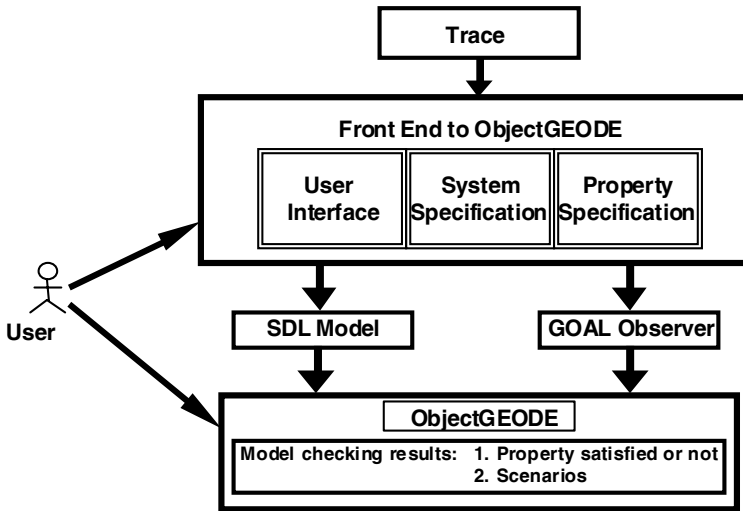 Trace
Front End to ObjectGEODE
User
Interface
System
Specification
Property
Specification
User
SDL Model
GOAL Observer
ObjectGEODE
Model checking results: 1. Property satisfied or not
2. Scenarios